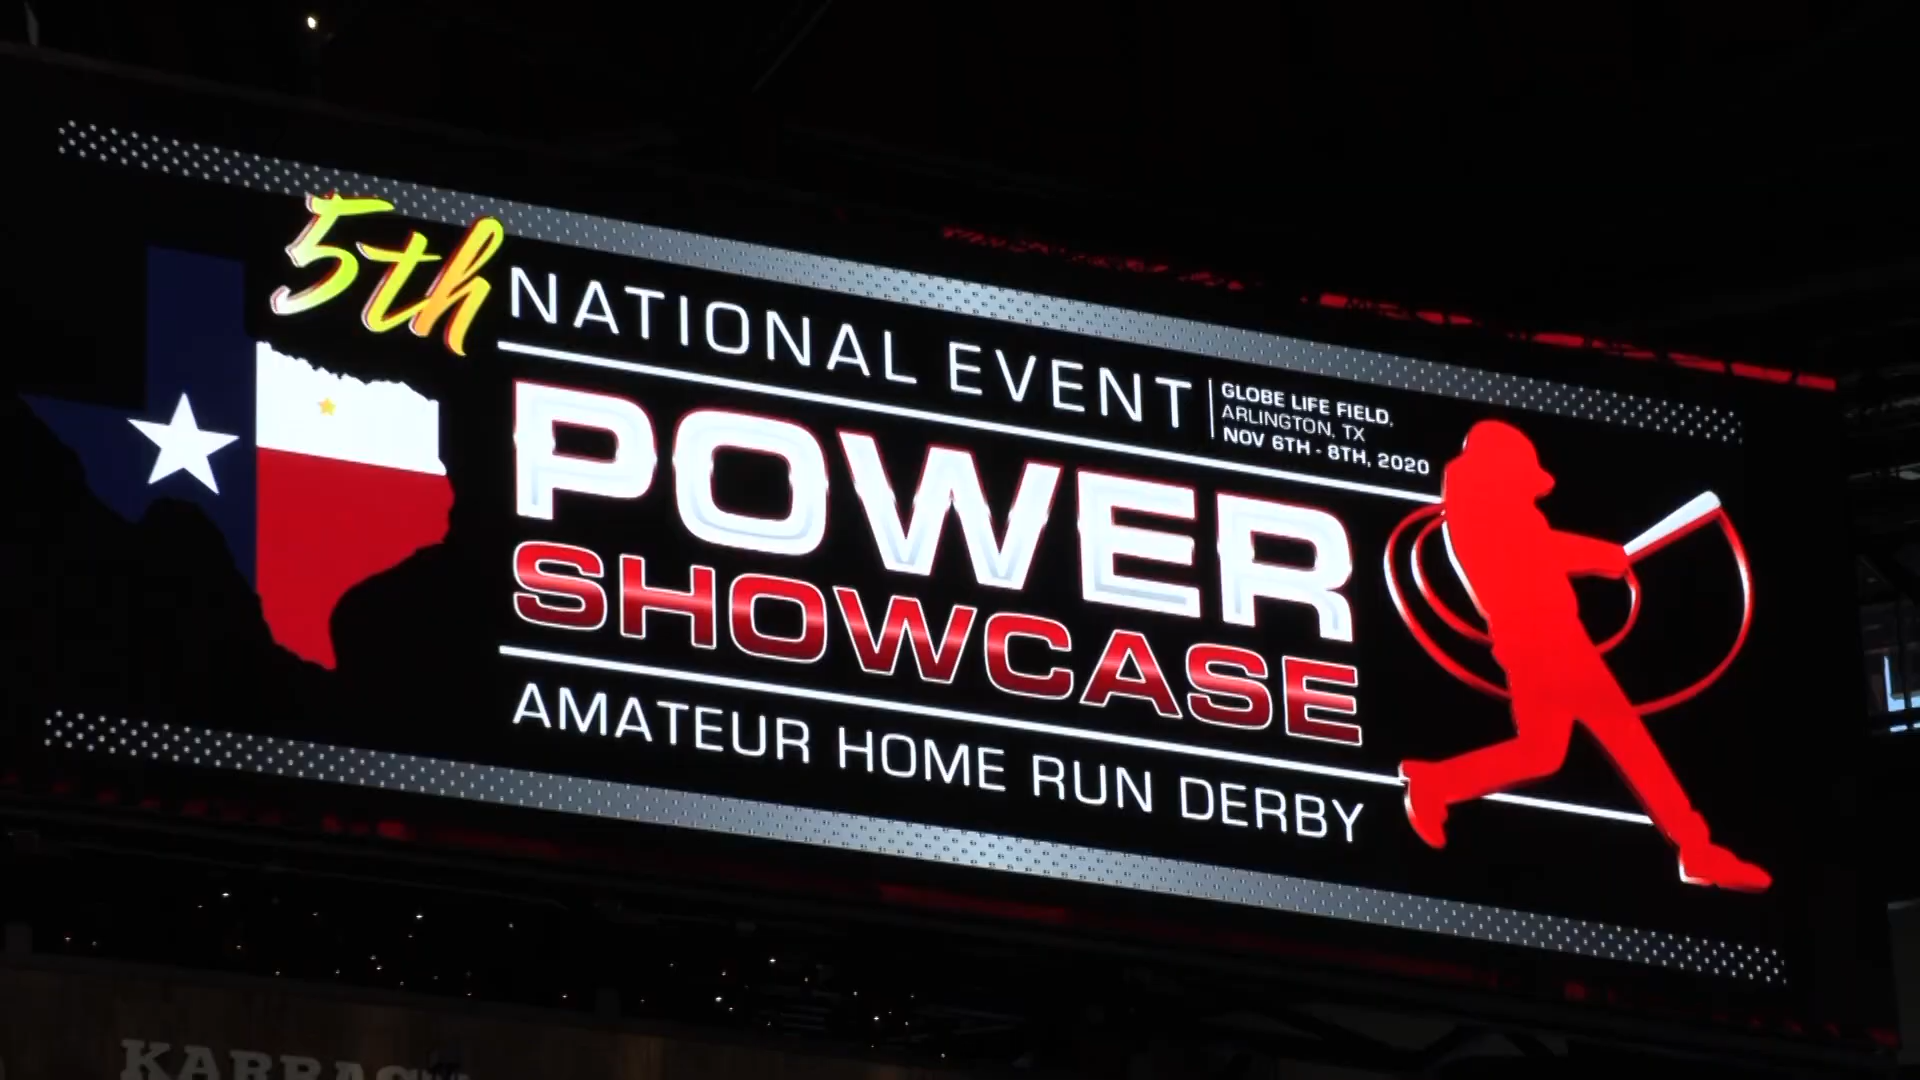 5th NATIONAL EVENT
GLOBE LIFE FIELD,
ARLINGTON, TX
NOV 6TH - 8TH, 2020
POWER
SHOWCASE
AMATEUR HOME RUN DERBY